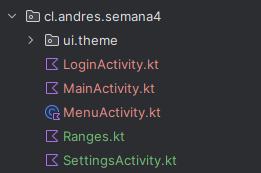 cl.andres.semana4
ui.theme
LoginActivity.kt
MainActivity.kt
MenuActivity.kt
Ranges.kt
SettingsActivity.kt